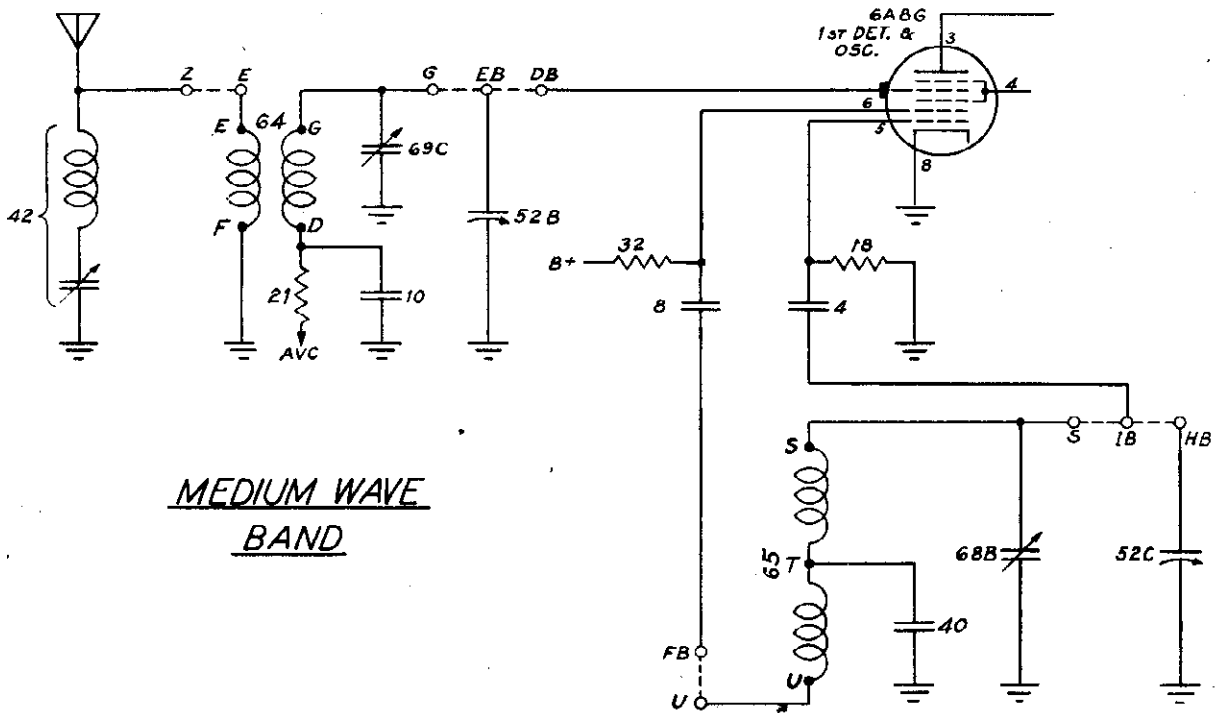 6A8G
1ST DET. &
OSC.
3
4
6
5
8
Z
E
G
EB
DB
E
64
G
69C
42
F
D
52B
21
10
AVC
B+
32
18
8
4
MEDIUM WAVE
BAND
S
S
IB
HB
65
T
68B
52C
40
FB
U
U